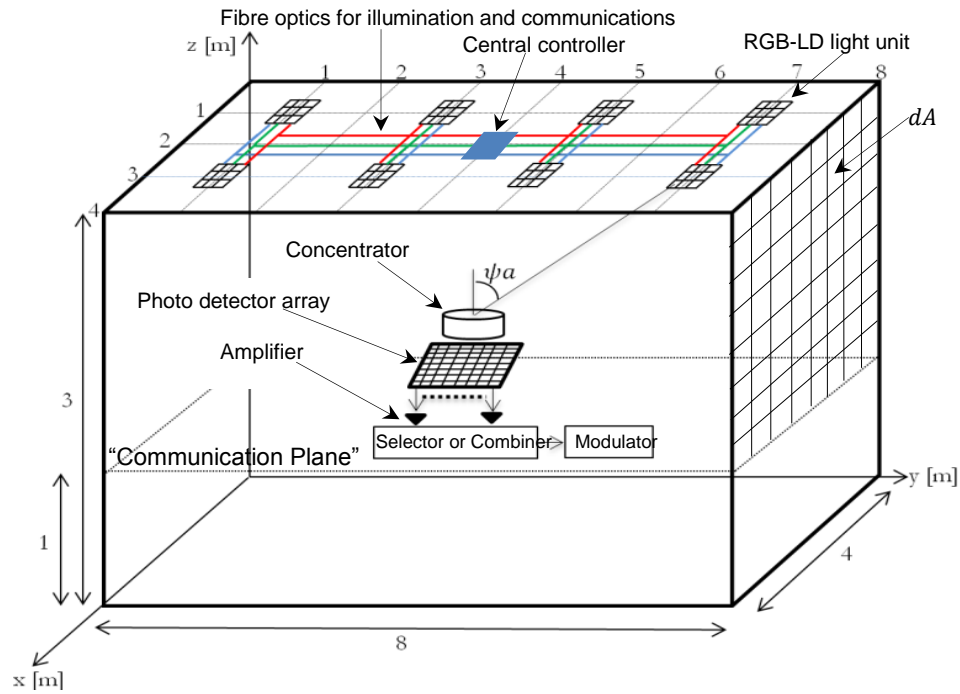 Fibre optics for illumination and communications
z [m]
Central controller
RGB-LD light unit
1
2
3
4
5
6
7
8
1
2
3
4
dA
Concentrator
ψa
Photo detector array
Amplifier
3
Selector or Combiner
Modulator
“Communication Plane”
y [m]
1
4
8
x [m]